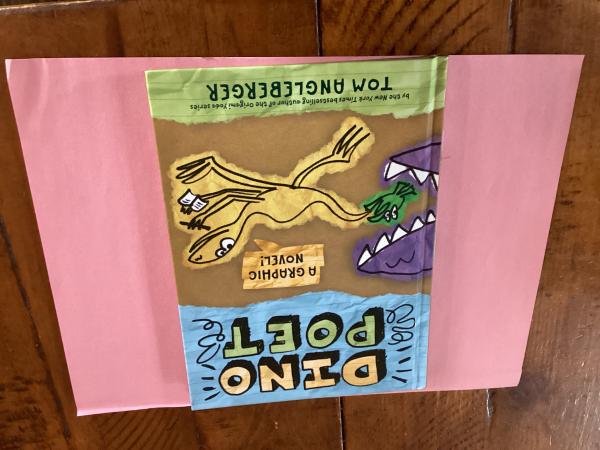 DINO
POET
A GRAPHIC
NOVEL!
by the New York Times bestselling author of the Origami Yoda series
TOM ANGLEBERGER